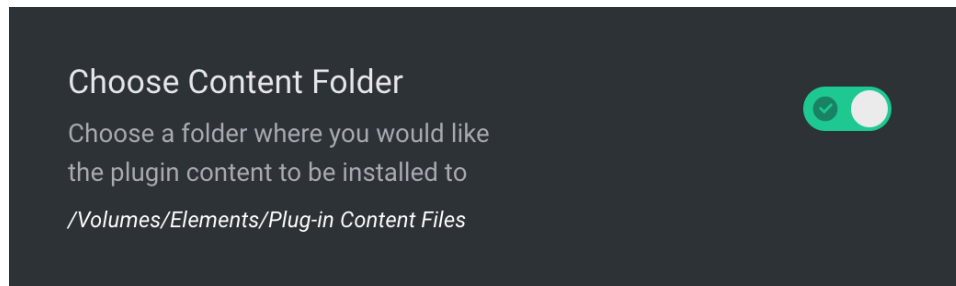 Choose Content Folder
Choose a folder where you would like
the plugin content to be installed to
/Volumes/Elements/Plug-in Content Files